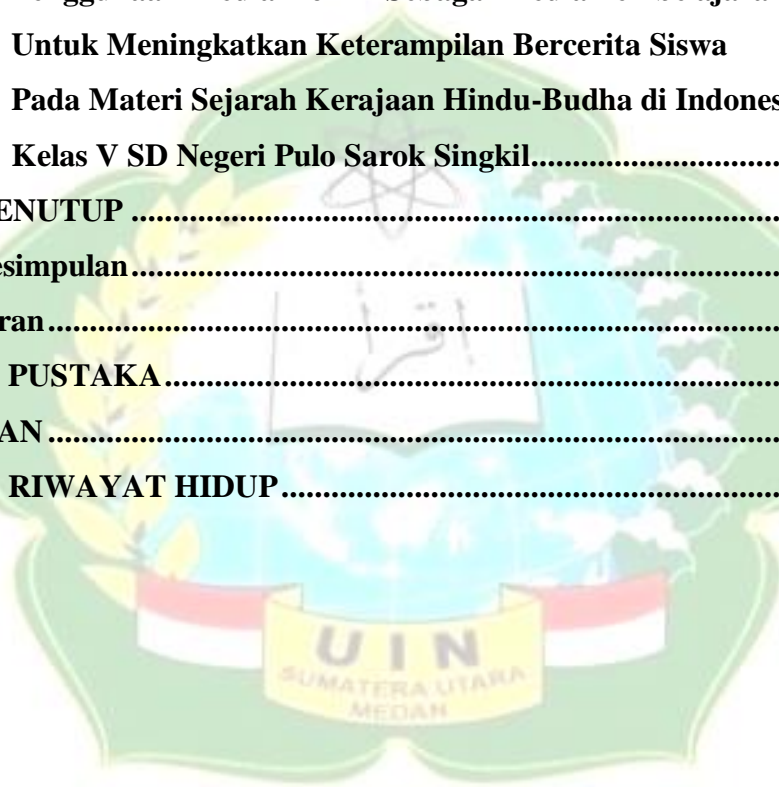 Untuk Meningkatkan Keterampilan Bercerita Siswa
Pada Materi Sejarah Kerajaan Hindu-Budha di Indones
Kelas V SD Negeri Pulo Sarok Singkil..............................
ENUTUP ..............................................................................
esimpulan..............................................................................
ran........................................................................................
PUSTAKA..........................................................................
AN ........................................................................................
RIWAYAT HIDUP............................................................
اقرأ
UIN
SUMATERA UTARA
MEDAN